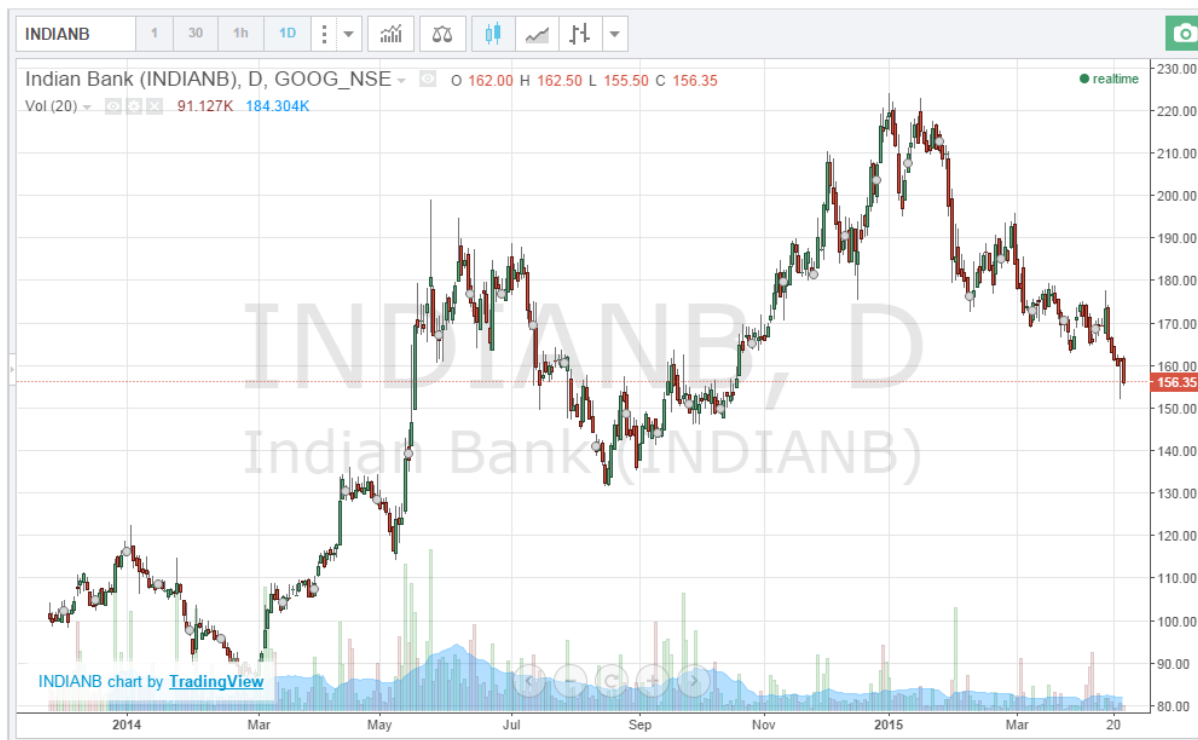 INDIANB 1 30 1h 1D
Indian Bank (INDIANB), D, GOOG_NSE O 162.00 H 162.50 L 155.50 C 156.35
realtime
Vol (20) 91.127K 184.304K
INDIANB, D
Indian Bank (INDIANB)
230.00
220.00
210.00
200.00
190.00
180.00
170.00
160.00
156.35
150.00
140.00
130.00
120.00
110.00
100.00
90.00
80.00
INDIANB chart by TradingView
2014 Mar May Jul Sep Nov 2015 Mar 20